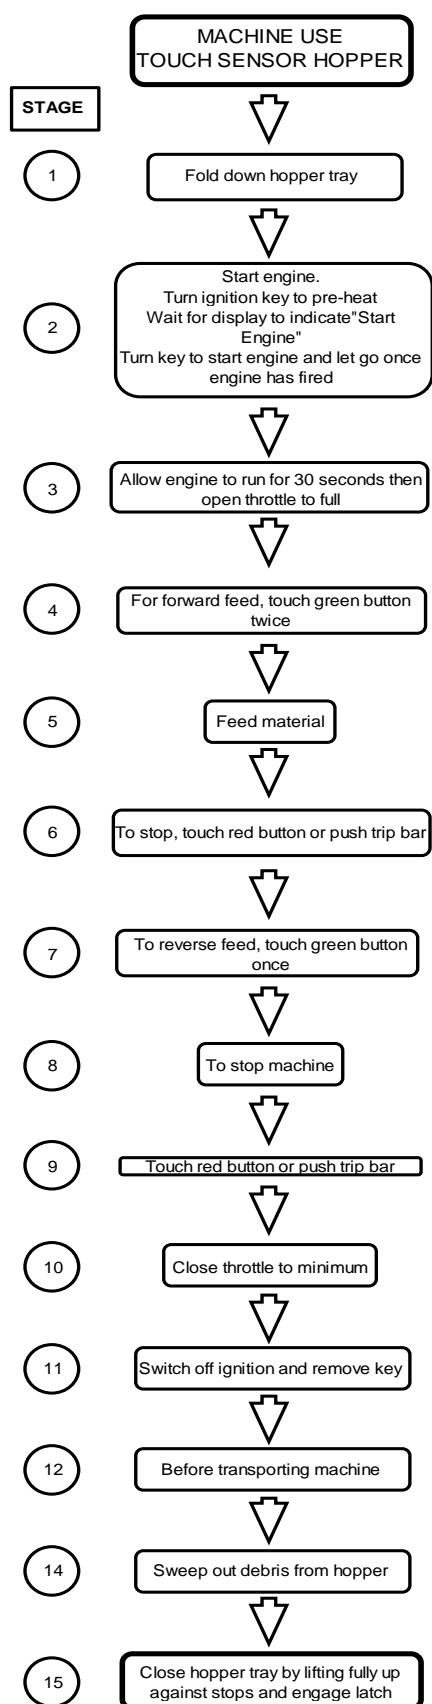 MACHINE USE
TOUCH SENSOR HOPPER
STAGE
1
Fold down hopper tray
2
Start engine.
Turn ignition key to pre-heat
Wait for display to indicate"Start
Engine"
Turn key to start engine and let go once
engine has fired
3
Allow engine to run for 30 seconds then
open throttle to full
4
For forward feed, touch green button
twice
5
Feed material
6
To stop, touch red button or push trip bar
7
To reverse feed, touch green button
once
8
To stop machine
9
Touch red button or push trip bar
10
Close throttle to minimum
11
Switch off ignition and remove key
12
Before transporting machine
14
Sweep out debris from hopper
15
Close hopper tray by lifting fully up
against stops and engage latch